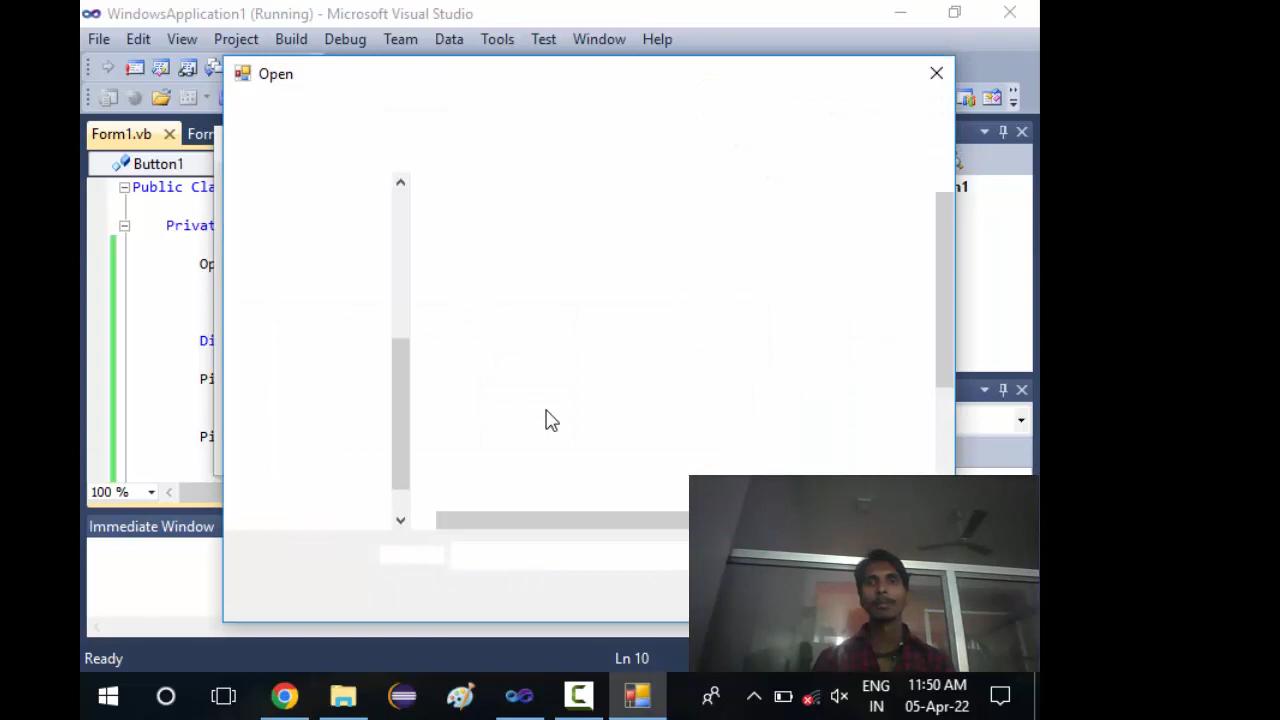 WindowsApplication1 (Running) - Microsoft Visual Studio
File Edit View Project Build Debug Team Data Tools Test Window Help
Open
Form1.vb
For
Button1
Public Cla
n1
Privat
Op
Di
Pi
Pi
100 %
Immediate Window
Ready
Ln 10
ENG
IN
11:50 AM
05-Apr-22